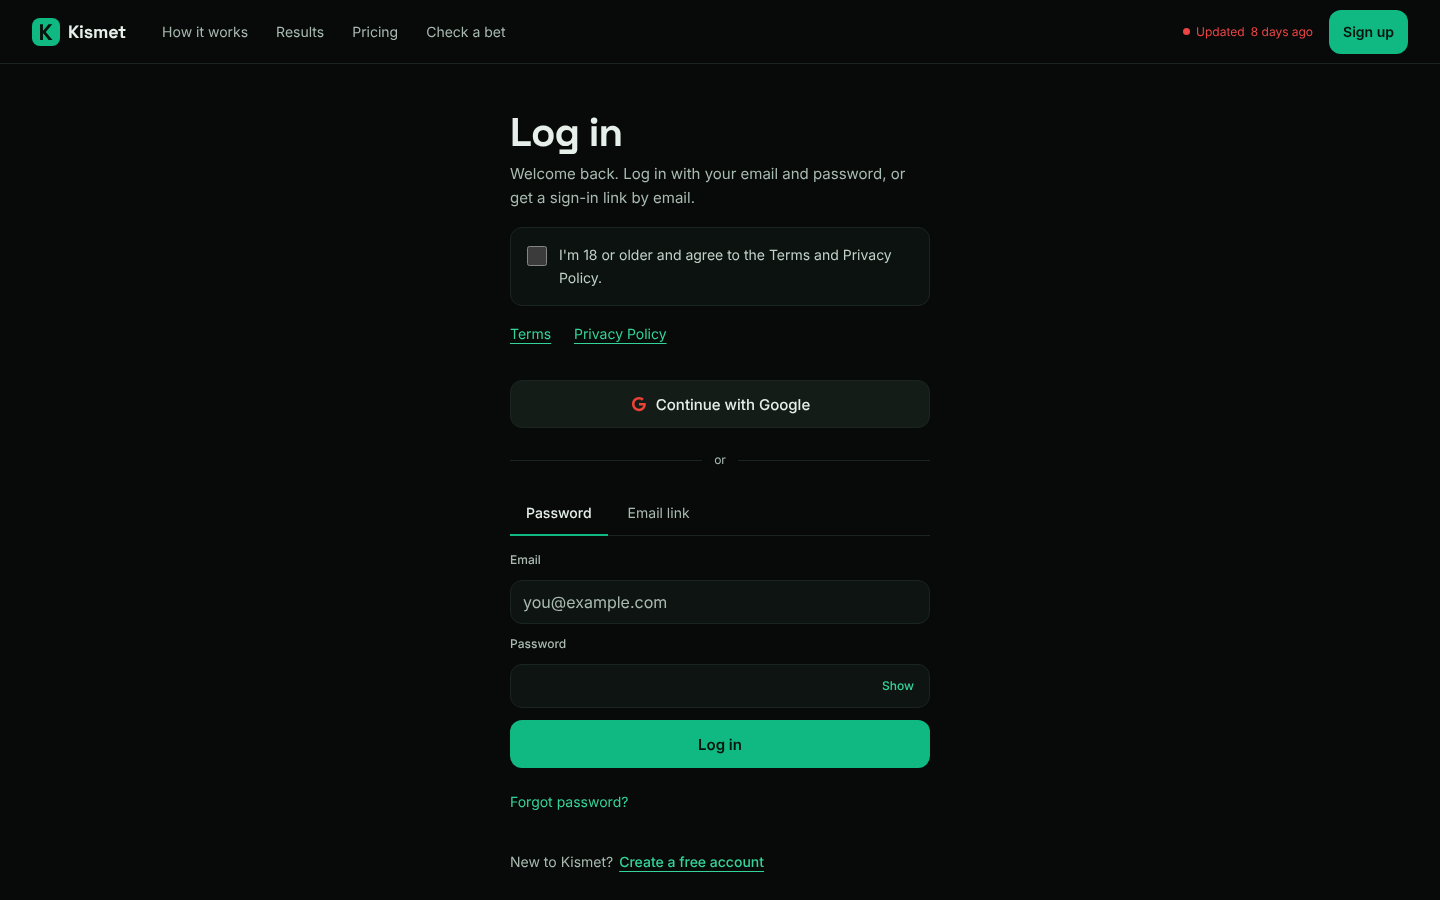 K Kismet How it works Results Pricing Check a bet Updated 8 days ago Sign up
Log in
Welcome back. Log in with your email and password, or
get a sign-in link by email.
I'm 18 or older and agree to the Terms and Privacy
Policy.
Terms Privacy Policy
G Continue with Google
or
Password Email link
Email
you@example.com
Password
Show
Log in
Forgot password?
New to Kismet? Create a free account